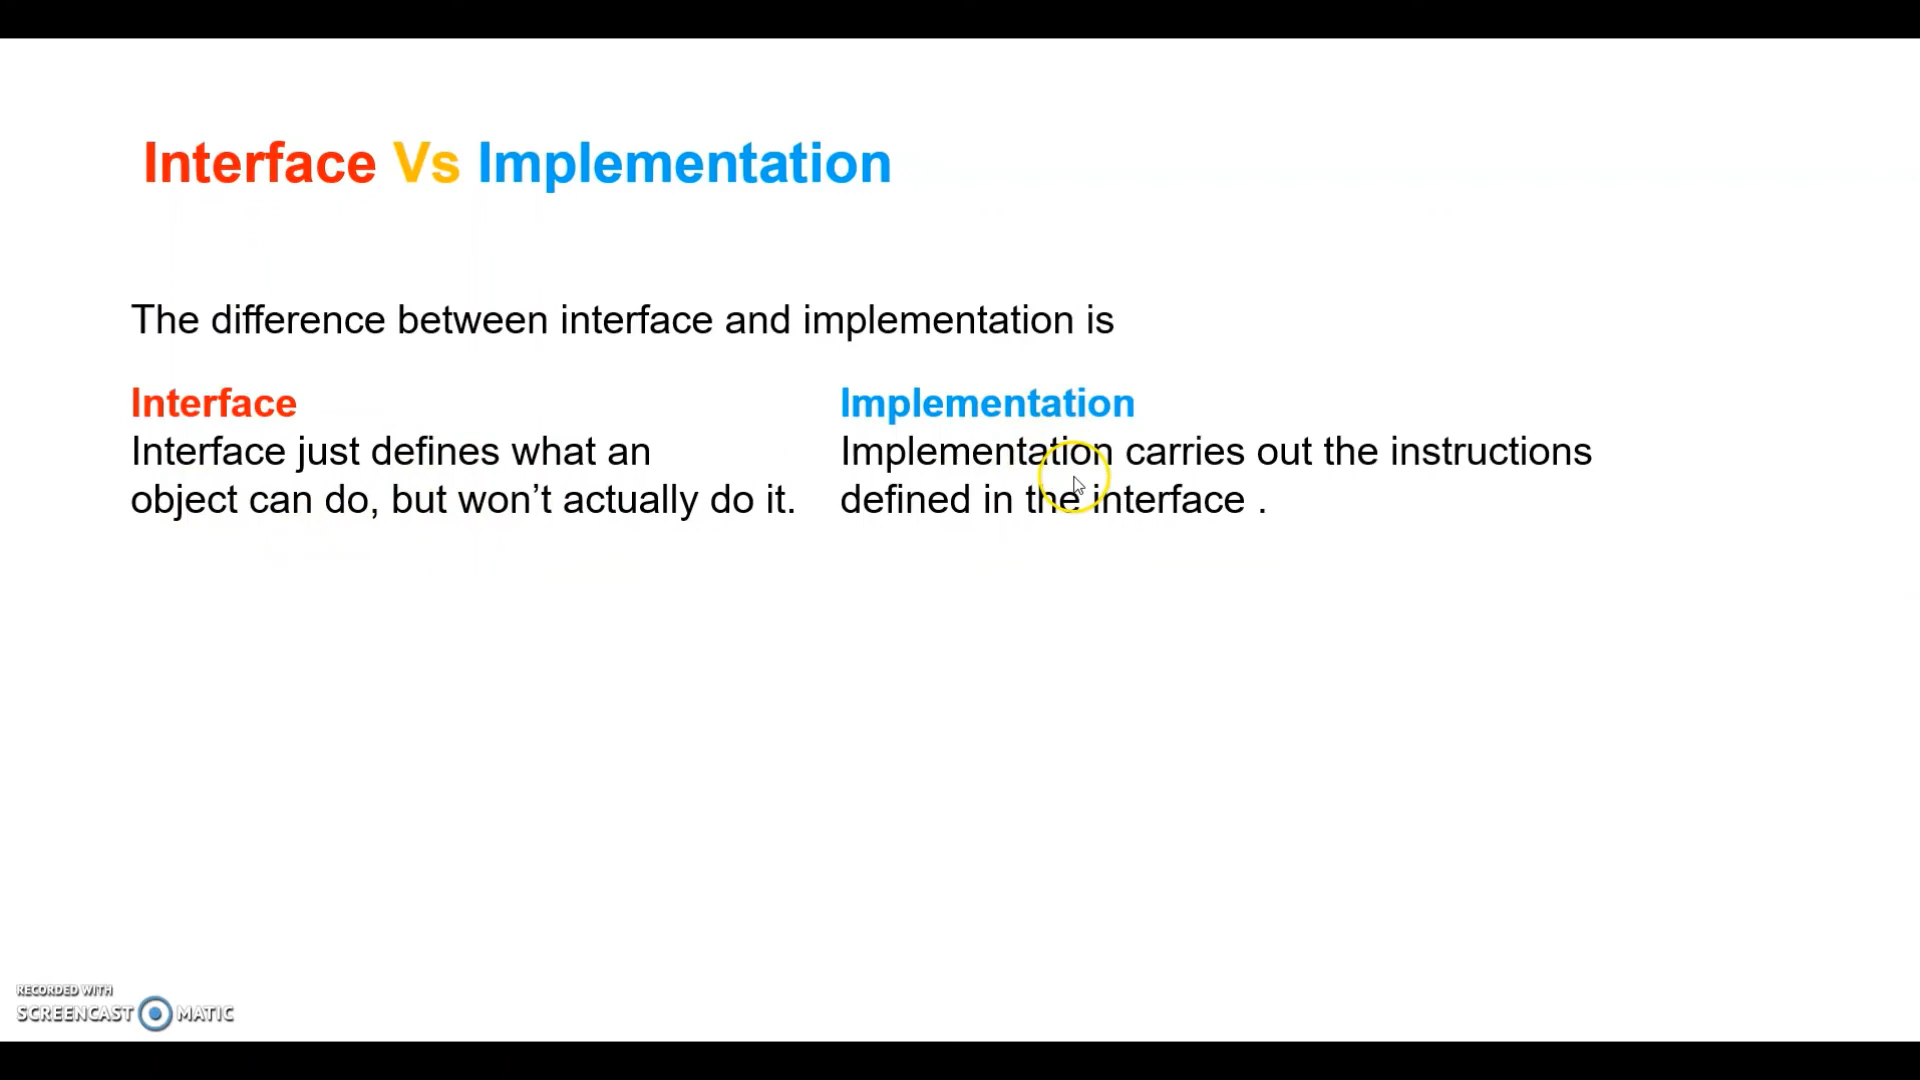 Interface Vs Implementation
The difference between interface and implementation is
Interface
Interface just defines what an
object can do, but won’t actually do it.
Implementation
Implementation carries out the instructions
defined in the interface .
RECORDED WITH
SCREENCAST MATIC